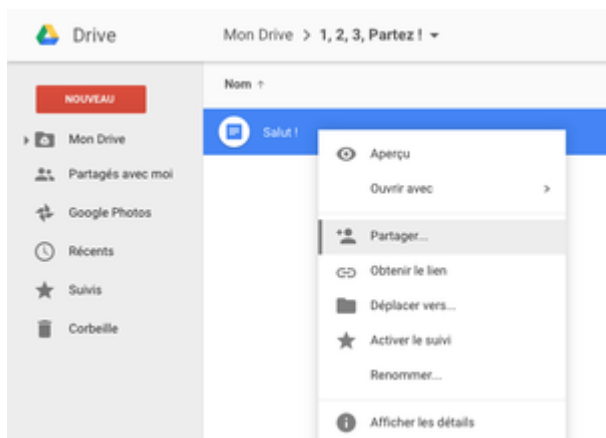 Drive
Mon Drive > 1, 2, 3, Partez !
NOUVEAU
Mon Drive
Partagés avec moi
Google Photos
Récents
Suivis
Corbeille
Nom ↑
Salut !
Aperçu
Ouvrir avec >
Partager...
Obtenir le lien
Déplacer vers...
Activer le suivi
Renommer...
Afficher les détails